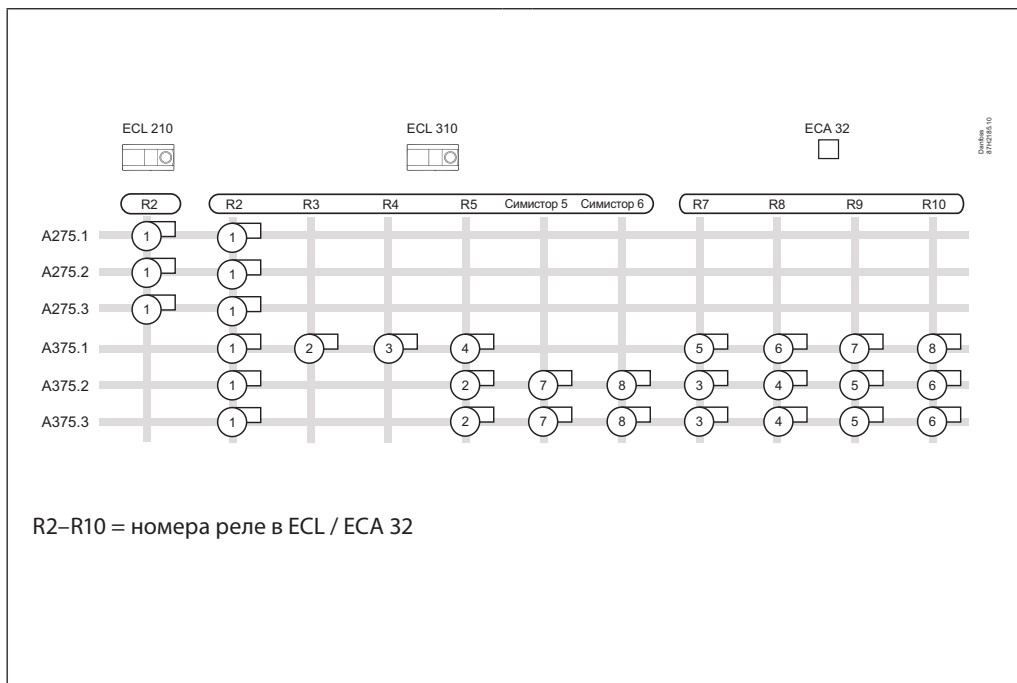 ECL 210 ECL 310 ECA 32
Danfoss
87H2185.10
R2 R2 R3 R4 R5 Симистор 5 Симистор 6 R7 R8 R9 R10
A275.1 1 1
A275.2 1 1
A275.3 1 1
A375.1 1 2 3 4 5 6 7 8
A375.2 1 2 7 8 3 4 5 6
A375.3 1 2 7 8 3 4 5 6
R2–R10 = номера реле в ECL / ECA 32